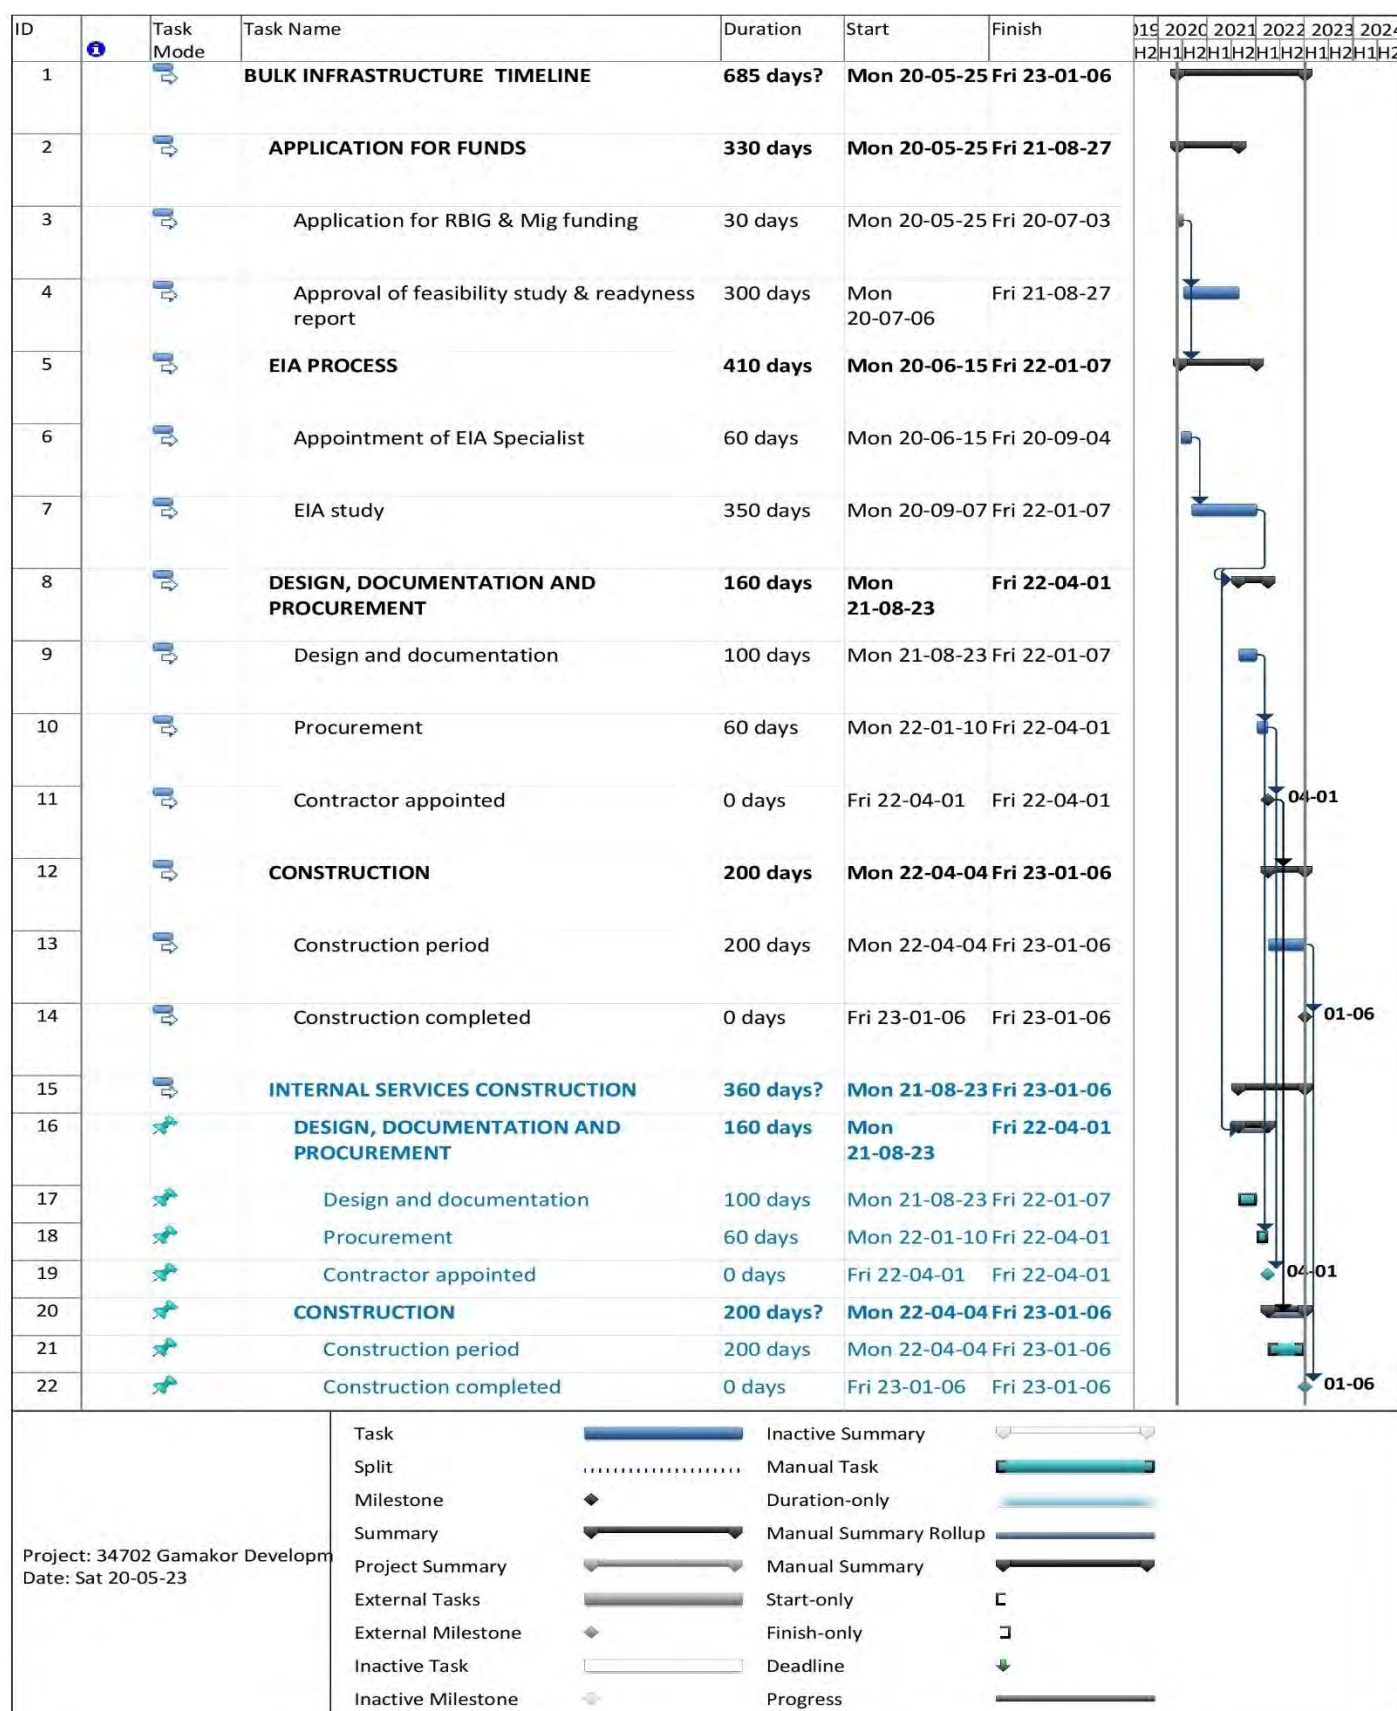 ID Task Task Name Duration Start Finish 2020 2021 2022 2023 2024
Mode H2 H1 H2 H1 H2 H1 H2 H1 H2 H1 H2
1 BULK INFRASTRUCTURE TIMELINE 685 days? Mon 20-05-25 Fri 23-01-06
2 APPLICATION FOR FUNDS 330 days Mon 20-05-25 Fri 21-08-27
3 Application for RBIG & Mig funding 30 days Mon 20-05-25 Fri 20-07-03
4 Approval of feasibility study & readyness 300 days Mon Fri 21-08-27
report 20-07-06
5 EIA PROCESS 410 days Mon 20-06-15 Fri 22-01-07
6 Appointment of EIA Specialist 60 days Mon 20-06-15 Fri 20-09-04
7 EIA study 350 days Mon 20-09-07 Fri 22-01-07
8 DESIGN, DOCUMENTATION AND 160 days Mon Fri 22-04-01
PROCUREMENT 21-08-23
9 Design and documentation 100 days Mon 21-08-23 Fri 22-01-07
10 Procurement 60 days Mon 22-01-10 Fri 22-04-01
11 Contractor appointed 0 days Fri 22-04-01 Fri 22-04-01 04-01
12 CONSTRUCTION 200 days Mon 22-04-04 Fri 23-01-06
13 Construction period 200 days Mon 22-04-04 Fri 23-01-06
14 Construction completed 0 days Fri 23-01-06 Fri 23-01-06 01-06
15 INTERNAL SERVICES CONSTRUCTION 360 days? Mon 21-08-23 Fri 23-01-06
16 DESIGN, DOCUMENTATION AND 160 days Mon Fri 22-04-01
PROCUREMENT 21-08-23
17 Design and documentation 100 days Mon 21-08-23 Fri 22-01-07
18 Procurement 60 days Mon 22-01-10 Fri 22-04-01
19 Contractor appointed 0 days Fri 22-04-01 Fri 22-04-01 04-01
20 CONSTRUCTION 200 days? Mon 22-04-04 Fri 23-01-06
21 Construction period 200 days Mon 22-04-04 Fri 23-01-06
22 Construction completed 0 days Fri 23-01-06 Fri 23-01-06 01-06
Project: 34702 Gamakor Developm
Date: Sat 20-05-23
Task Inactive Summary
Split Manual Task
Milestone Duration-only
Summary Manual Summary Rollup
Project Summary Manual Summary
External Tasks Start-only
External Milestone Finish-only
Inactive Task Deadline
Inactive Milestone Progress